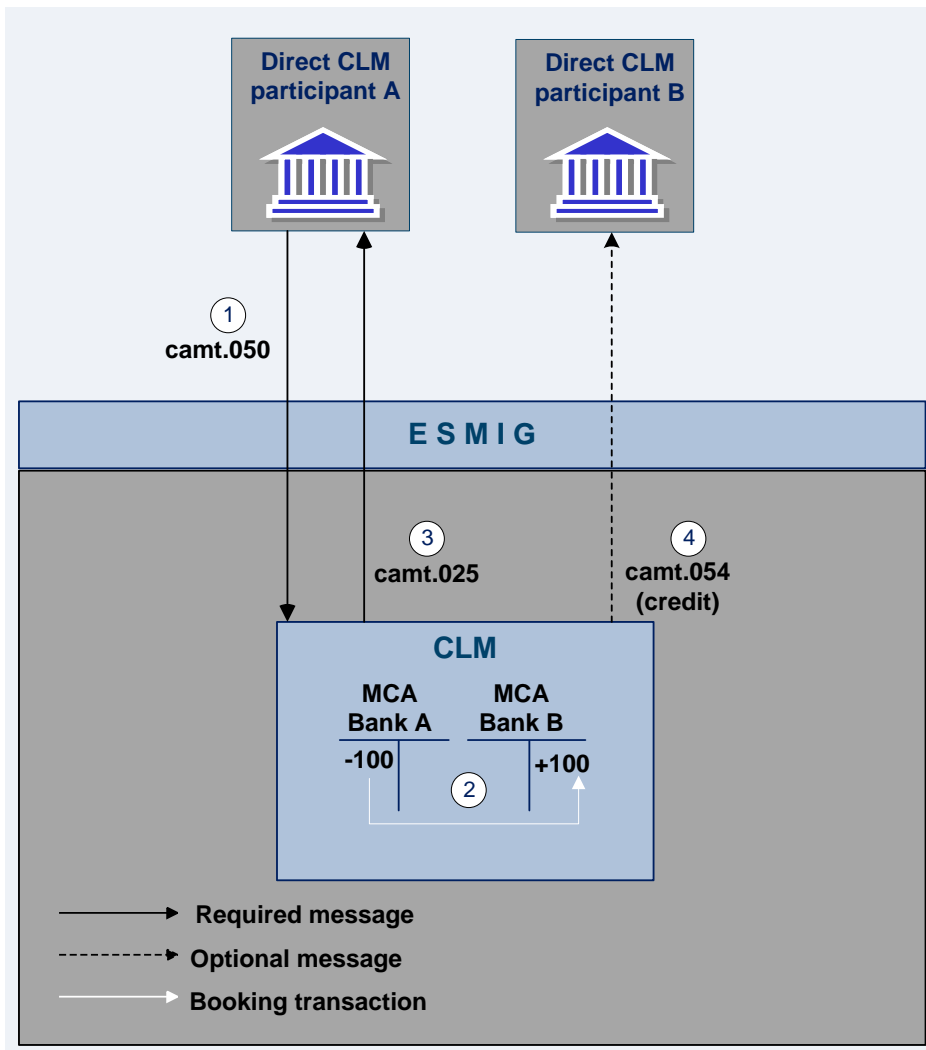 Direct CLM
participant A
Direct CLM
participant B
1
camt.050
E S M I G
3
camt.025
4
camt.054
(credit)
CLM
MCA
Bank A
MCA
Bank B
-100
+100
2
Required message
Optional message
Booking transaction